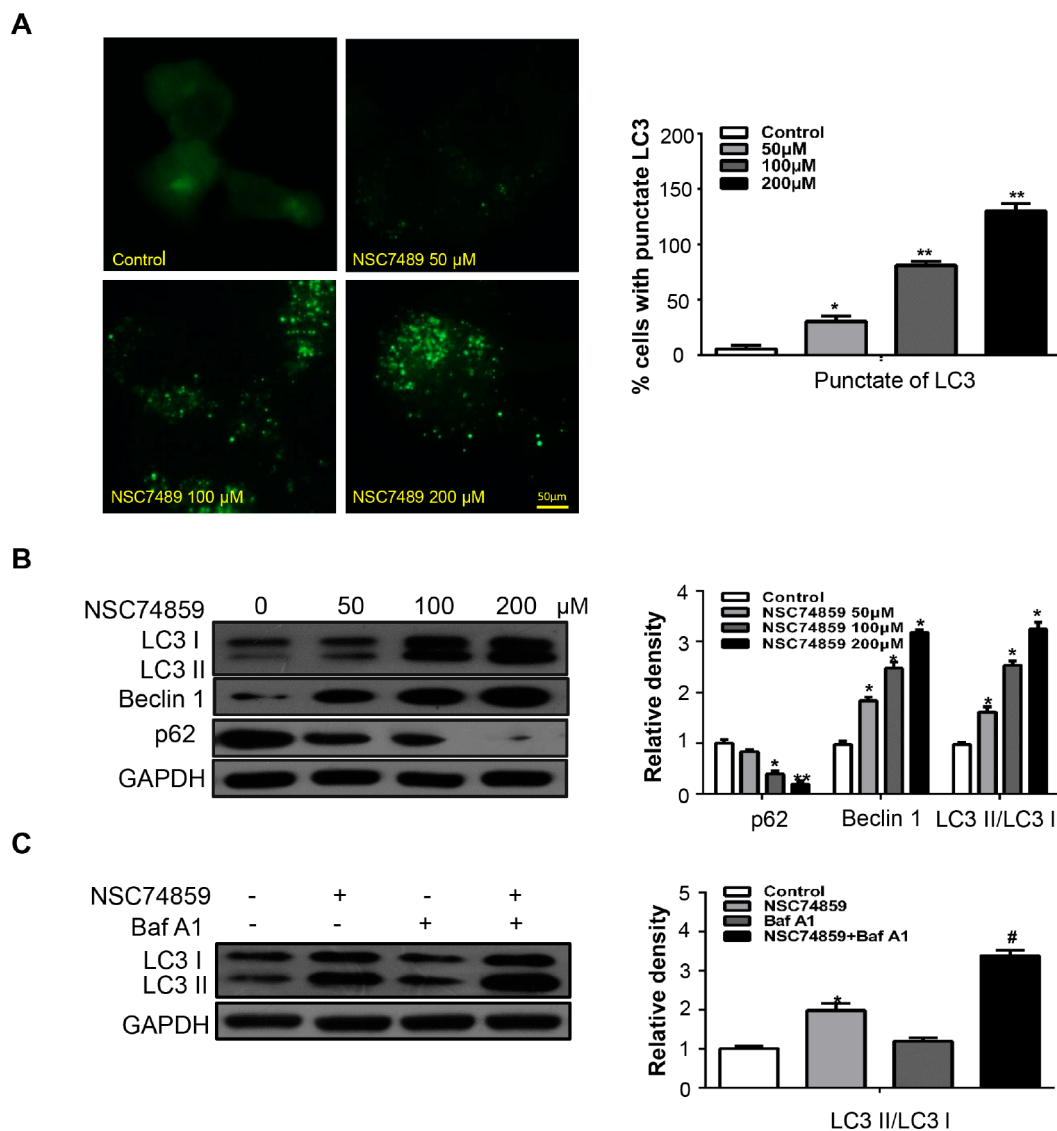 A
Control
NSC7489 50 µM
NSC7489 100 µM
NSC7489 200 µM
50µm
% cells with punctate LC3
200
150
100
50
0
Control
50µM
100µM
200µM
*
**
**
Punctate of LC3
B
NSC74859 0 50 100 200 µM
LC3 I
LC3 II
Beclin 1
p62
GAPDH
Relative density
4
3
2
1
0
Control
NSC74859 50µM
NSC74859 100µM
NSC74859 200µM
* ** * * * * * *
p62 Beclin 1 LC3 II/LC3 I
C
NSC74859 - + - +
Baf A1 - - + +
LC3 I
LC3 II
GAPDH
Relative density
5
4
3
2
1
0
Control
NSC74859
Baf A1
NSC74859+Baf A1
*
#
LC3 II/LC3 I